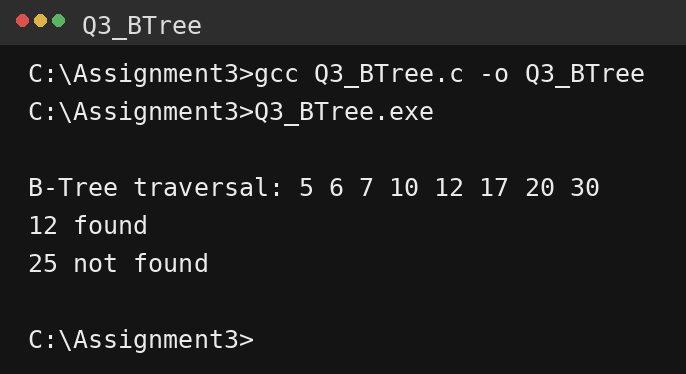 Q3_BTree
C:\Assignment3>gcc Q3_BTree.c -o Q3_BTree
C:\Assignment3>Q3_BTree.exe
B-Tree traversal: 5 6 7 10 12 17 20 30
12 found
25 not found
C:\Assignment3>